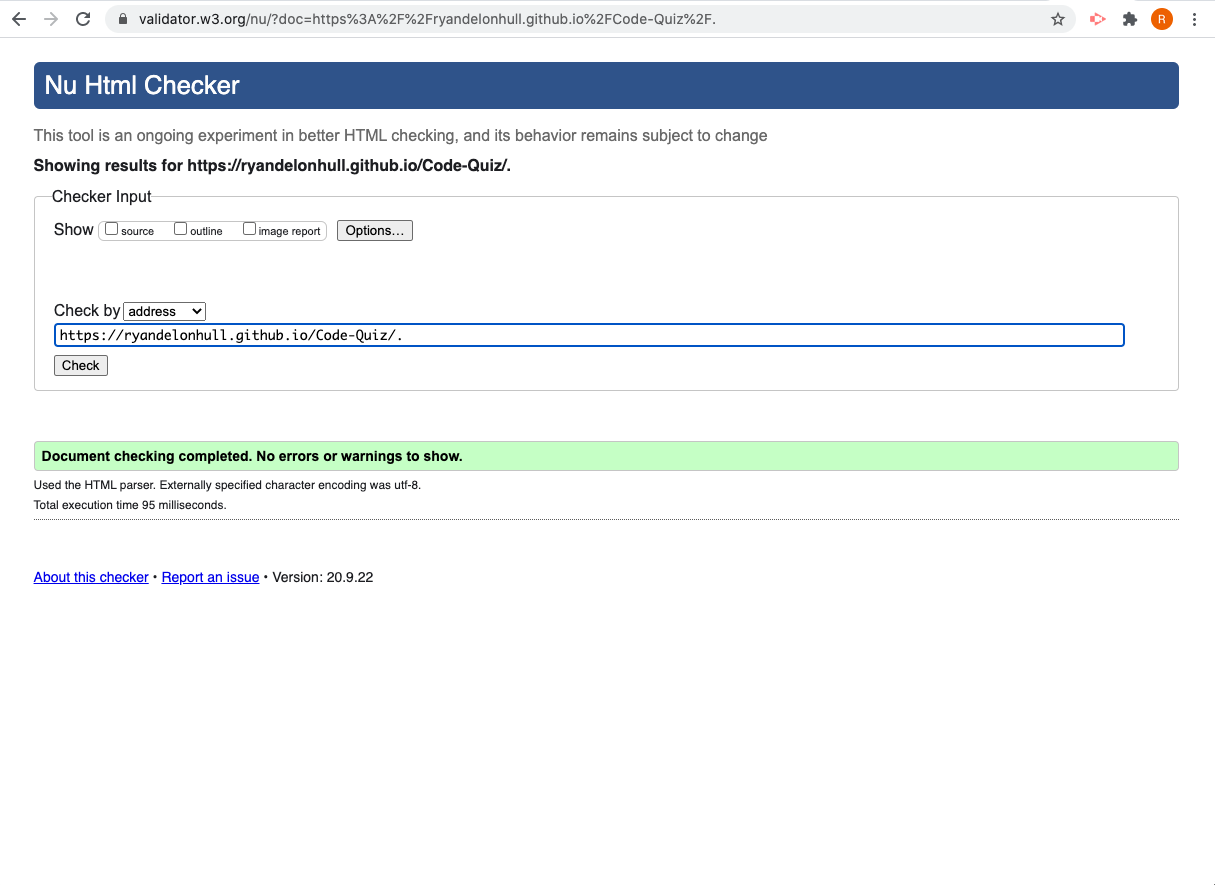 validator.w3.org/nu/?doc=https%3A%2F%2Fryandelonhull.github.io%2FCode-Quiz%2F.
R
Nu Html Checker
This tool is an ongoing experiment in better HTML checking, and its behavior remains subject to change
Showing results for https://ryandelonhull.github.io/Code-Quiz/.
Checker Input
Show source outline image report Options...
Check by address
https://ryandelonhull.github.io/Code-Quiz/.
Check
Document checking completed. No errors or warnings to show.
Used the HTML parser. Externally specified character encoding was utf-8.
Total execution time 95 milliseconds.
About this checker • Report an issue • Version: 20.9.22